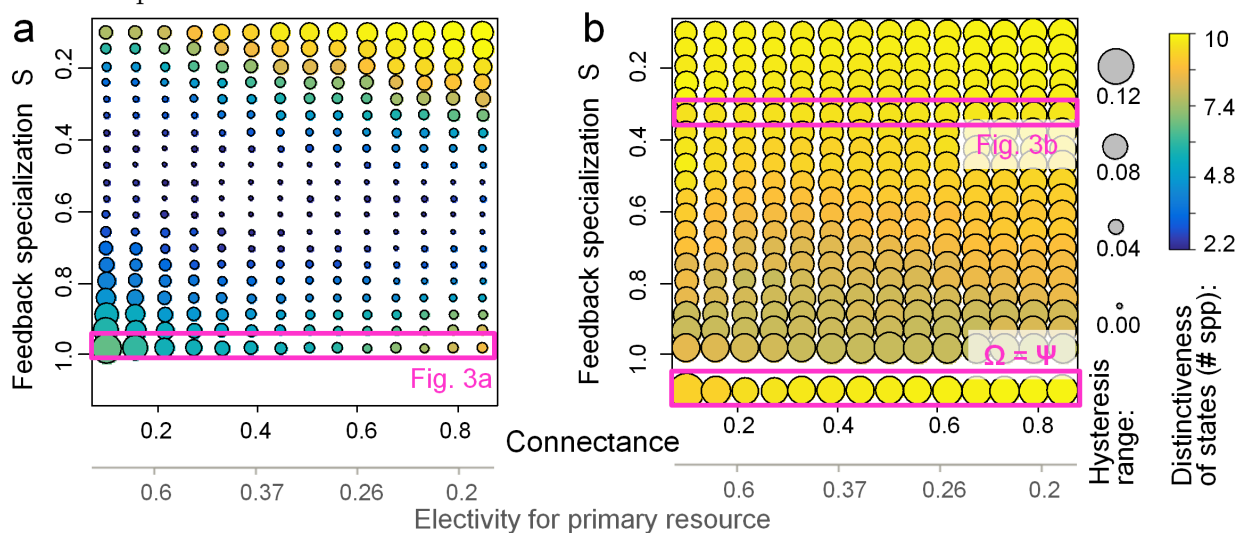 a
Feedback specialization S
0.2
0.4
0.6
0.8
1.0
Fig. 3a
0.2
0.4
0.6
0.8
b
Feedback specialization S
0.2
0.4
0.6
0.8
1.0
Fig. 3b
Ω = Ψ
0.2
0.4
0.6
0.8
Connectance
0.6
0.37
0.26
0.2
0.6
0.37
0.26
0.2
Electivity for primary resource
0.12
0.08
0.04
0.00
Hysteresis
range:
10
7.4
4.8
2.2
Distinctiveness
of states (# spp):